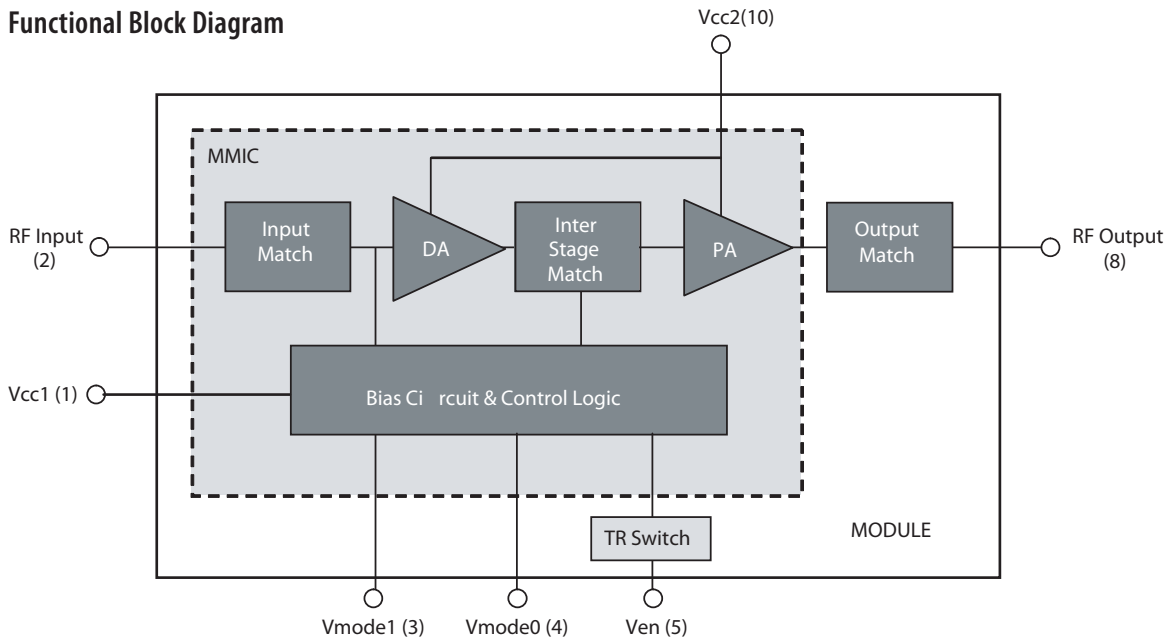 Functional Block Diagram
Vcc2(10)
MMIC
RF Input
(2)
Input
Match
DA
Inter
Stage
Match
PA
Output
Match
RF Output
(8)
Vcc1 (1)
Bias Ci rcuit & Control Logic
TR Switch
MODULE
Vmode1 (3)
Vmode0 (4)
Ven (5)